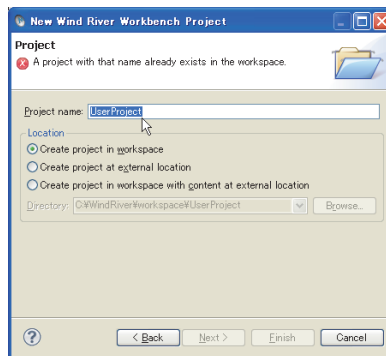 New Wind River Workbench Project
Project
A project with that name already exists in the workspace.
Project name: UserProject
Location
Create project in workspace
Create project at external location
Create project in workspace with content at external location
Directory: C:¥WindRiver¥workspace¥UserProject Browse...
? < Back Next > Finish Cancel